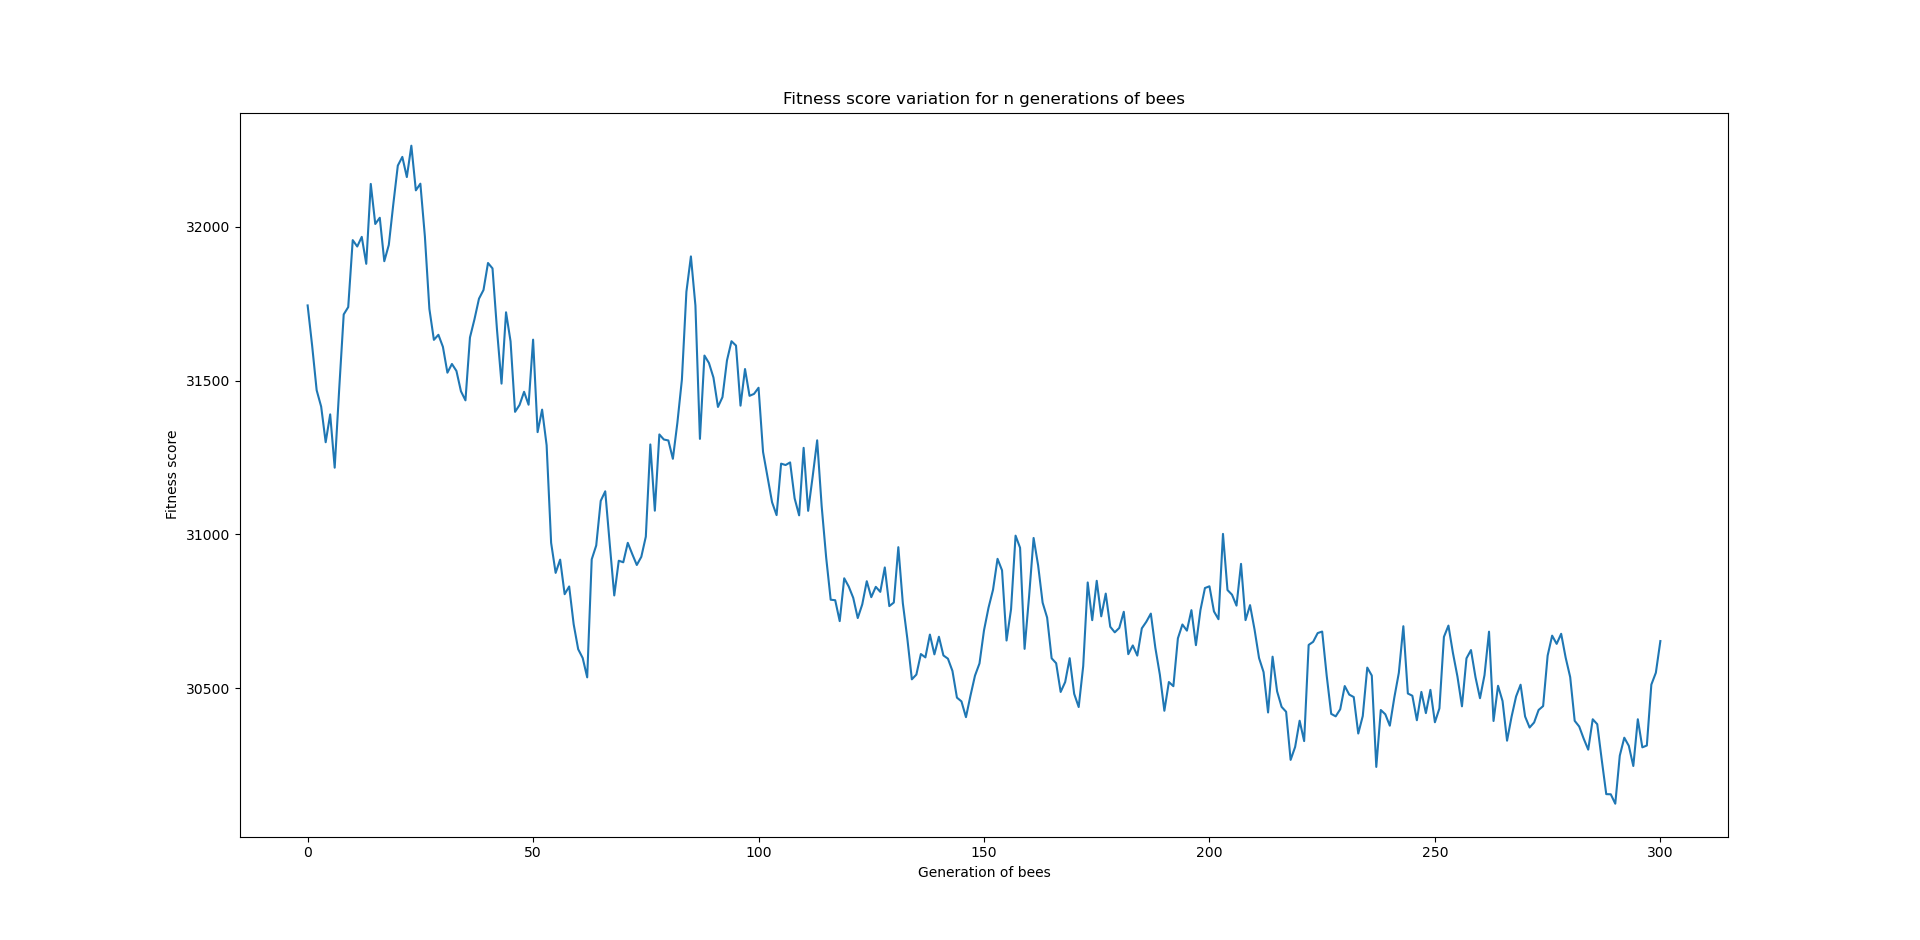 Fitness score variation for n generations of bees
32000
31500
31000
30500
Fitness score
0 50 100 150 200 250 300
Generation of bees